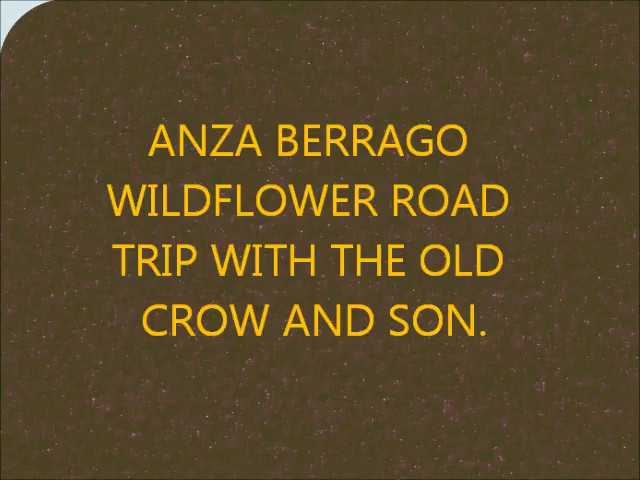 ANZA BERRAGO
WILDFLOWER ROAD
TRIP WITH THE OLD
CROW AND SON.